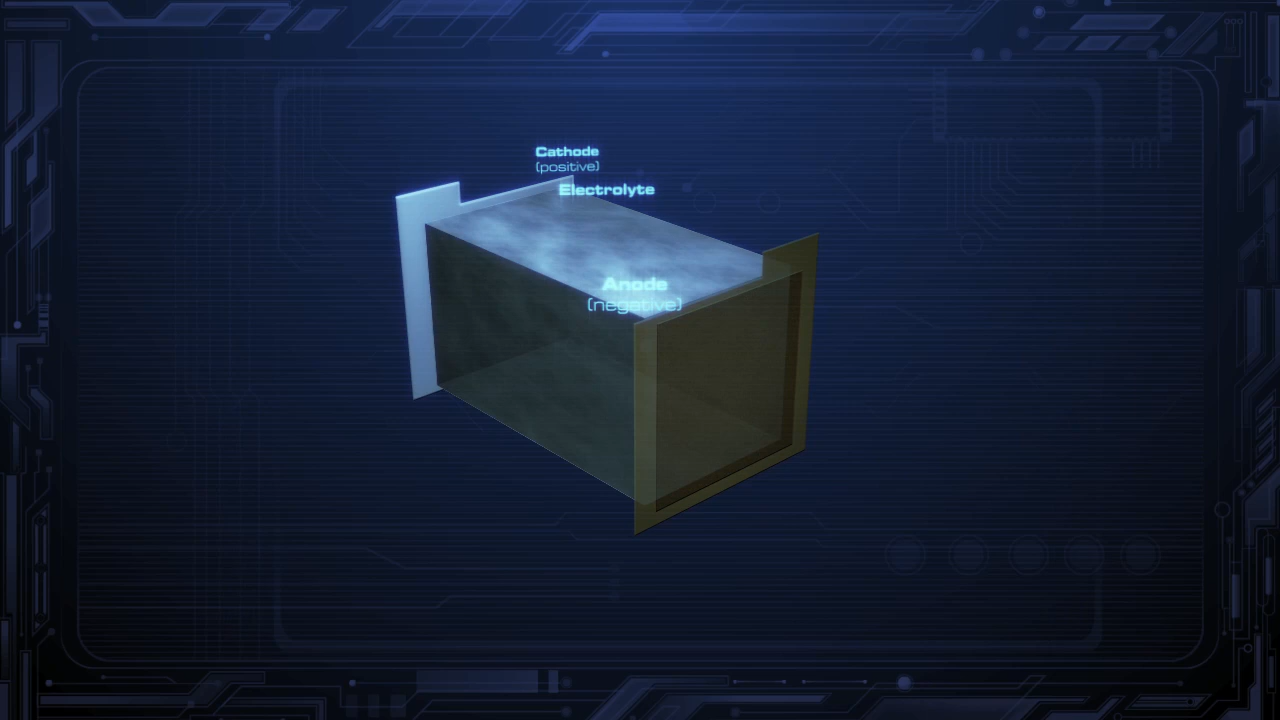 Cathode
(positive)
Electrolyte
Anode
(negative)